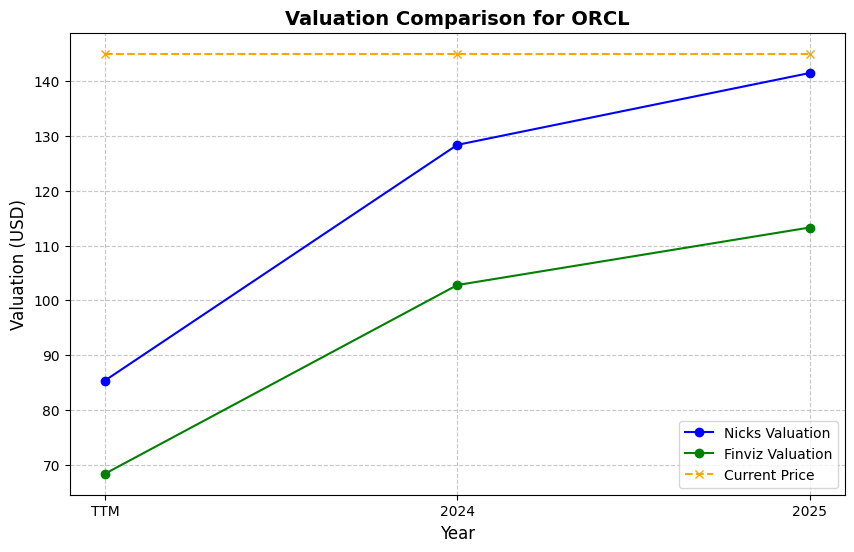 Valuation Comparison for ORCL
Valuation (USD)
140
130
120
110
100
90
80
70
Nicks Valuation
Finviz Valuation
Current Price
TTM
2024
2025
Year